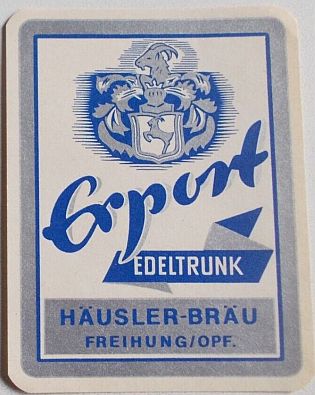 Export
EDELTRUNK
HÄUSLER-BRÄU
FREIHUNG/OPF.